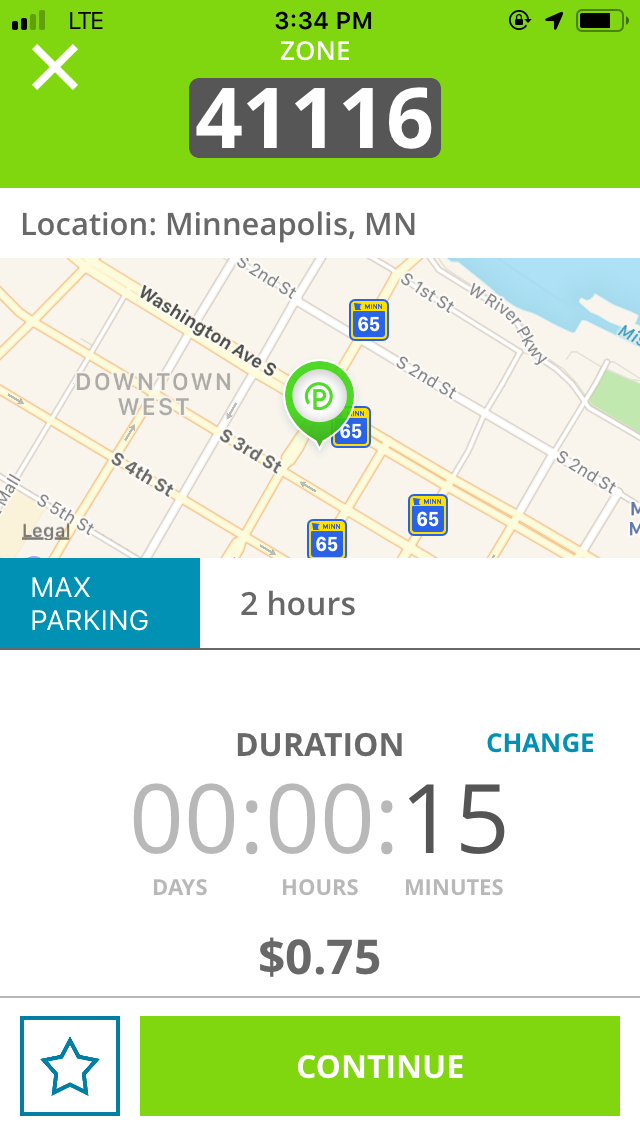 LTE
3:34 PM
ZONE
41116
Location: Minneapolis, MN
S 2nd St
S 1st St
W River Pkwy
Washington Ave S
MINN
65
Mis
DOWNTOWN
WEST
S 2nd St
P
65
S 3rd St
S 4th St
S 2nd St
Mall
S 5th St
MINN
65
M
M
Legal
MINN
65
MAX
PARKING
2 hours
DURATION
CHANGE
00:00:15
DAYS
HOURS
MINUTES
$0.75
CONTINUE